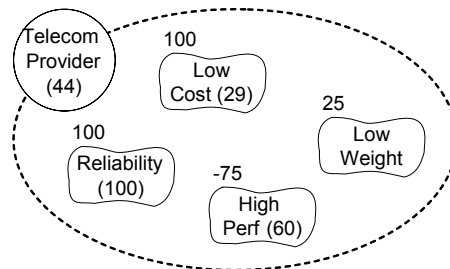 Telecom
Provider
(44)
100
Low
Cost (29)
25
Low
Weight
100
Reliability
(100)
-75
High
Perf (60)